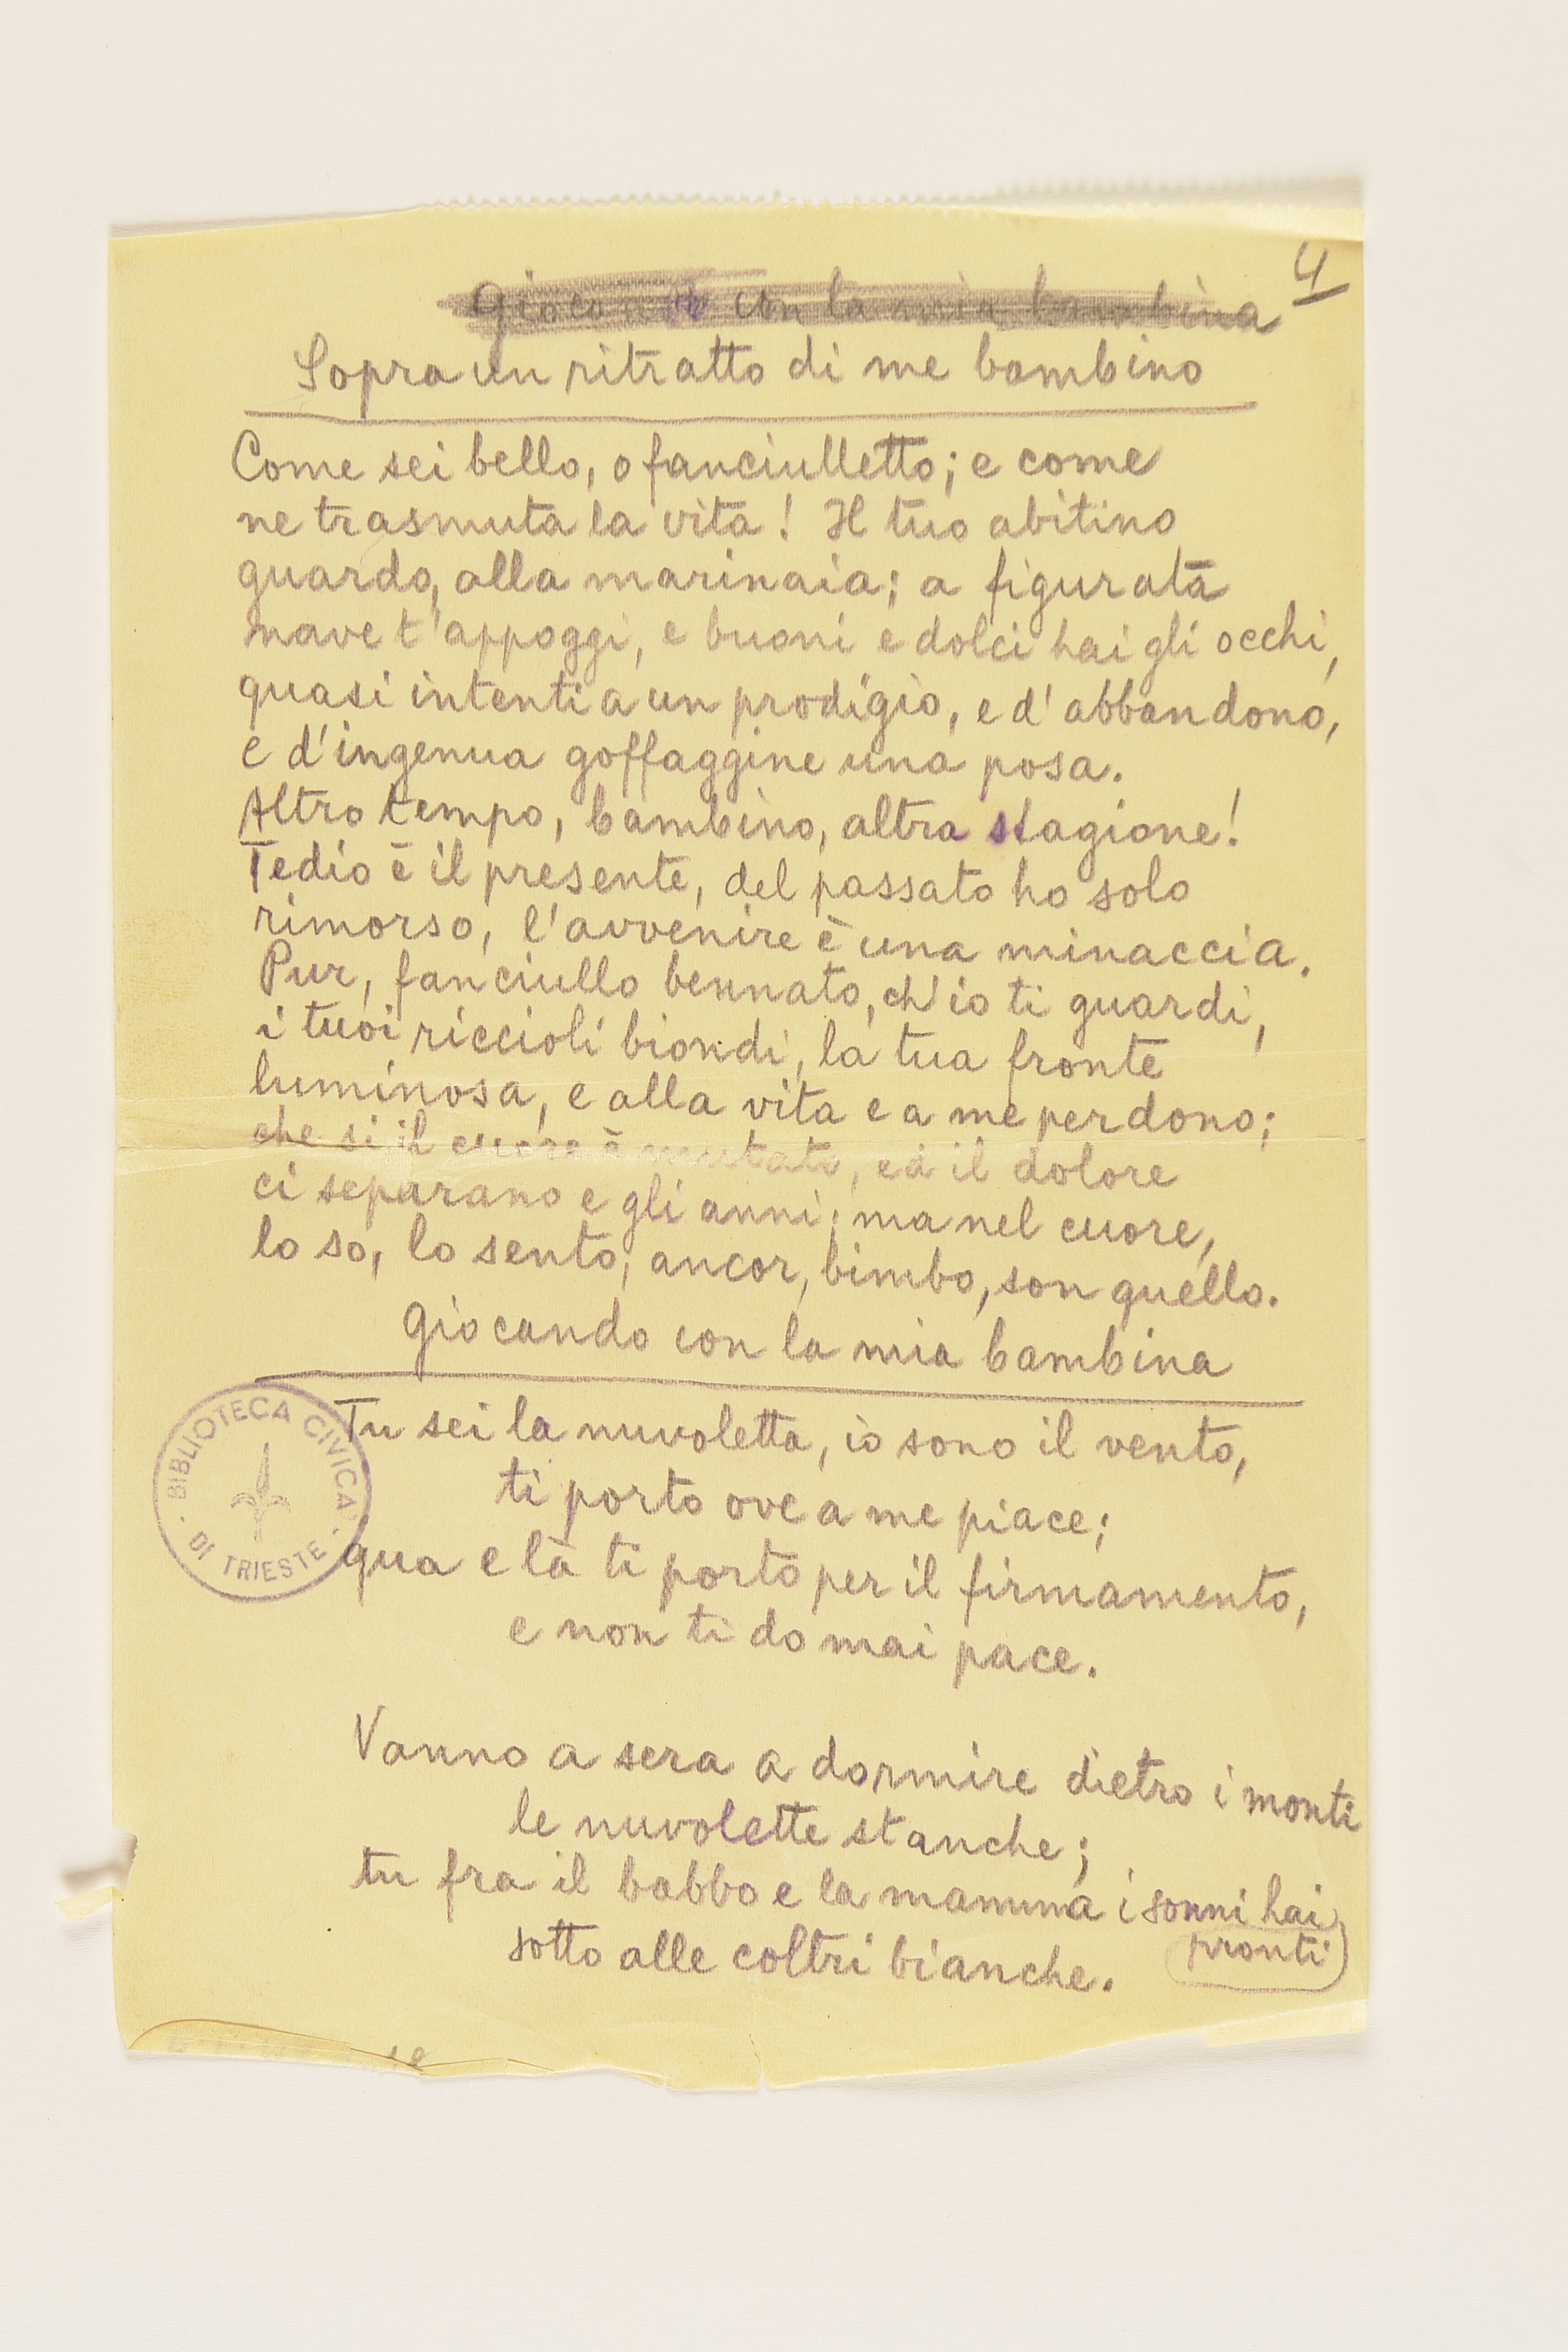 4
Giocando con la mia bambina
Sopra un ritratto di me bambino
Come sei bello, o fanciulletto; e come
ne trasmuta la vita! Il tuo abitino
guardo, alla marinaia; a figurata
nave t'appoggi, e buoni e dolci hai gli occhi,
quasi intenti a un prodigio, e d'abbandono,
e d'ingenua goffaggine una posa.
Altro tempo, bambino, altra stagione!
Tedio è il presente, del passato ho solo
rimorso, l'avvenire è una minaccia.
Pur, fanciullo bennato, ch'io ti guardi,
i tuoi riccioli biondi, la tua fronte
luminosa, e alla vita e a me perdono;
che si il cuore è mutato, ed il dolore
ci separano e gli anni; ma nel cuore,
lo so, lo sento, ancor, bimbo, son quello.
Giocando con la mia bambina
Tu sei la nuvoletta, io sono il vento,
ti porto ove a me piace;
qua e là ti porto per il firmamento,
e non ti do mai pace.
Vanno a sera a dormire dietro i monti
le nuvolette stanche;
tu fra il babbo e la mamma i sonni hai
pronti
sotto alle coltri bianche.
BIBLIOTECA CIVICA
DI TRIESTE